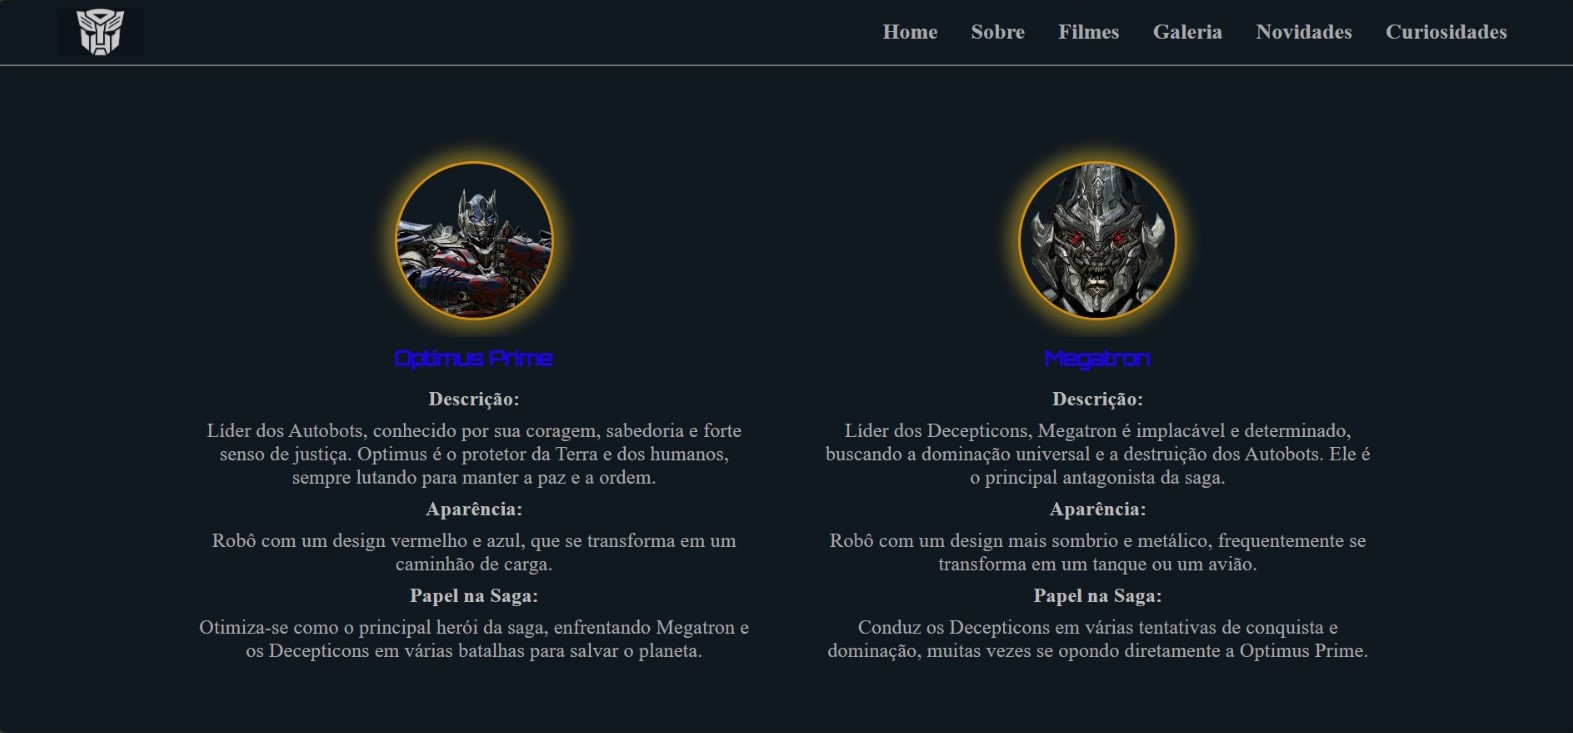 Home Sobre Filmes Galeria Novidades Curiosidades
Optimus Prime
Descrição:
Líder dos Autobots, conhecido por sua coragem, sabedoria e forte
senso de justiça. Optimus é o protetor da Terra e dos humanos,
sempre lutando para manter a paz e a ordem.
Aparência:
Robô com um design vermelho e azul, que se transforma em um
caminhão de carga.
Papel na Saga:
Otimiza-se como o principal herói da saga, enfrentando Megatron e
os Decepticons em várias batalhas para salvar o planeta.
Megatron
Descrição:
Líder dos Decepticons, Megatron é implacável e determinado,
buscando a dominação universal e a destruição dos Autobots. Ele é
o principal antagonista da saga.
Aparência:
Robô com um design mais sombrio e metálico, frequentemente se
transforma em um tanque ou um avião.
Papel na Saga:
Conduz os Decepticons em várias tentativas de conquista e
dominação, muitas vezes se opondo diretamente a Optimus Prime.